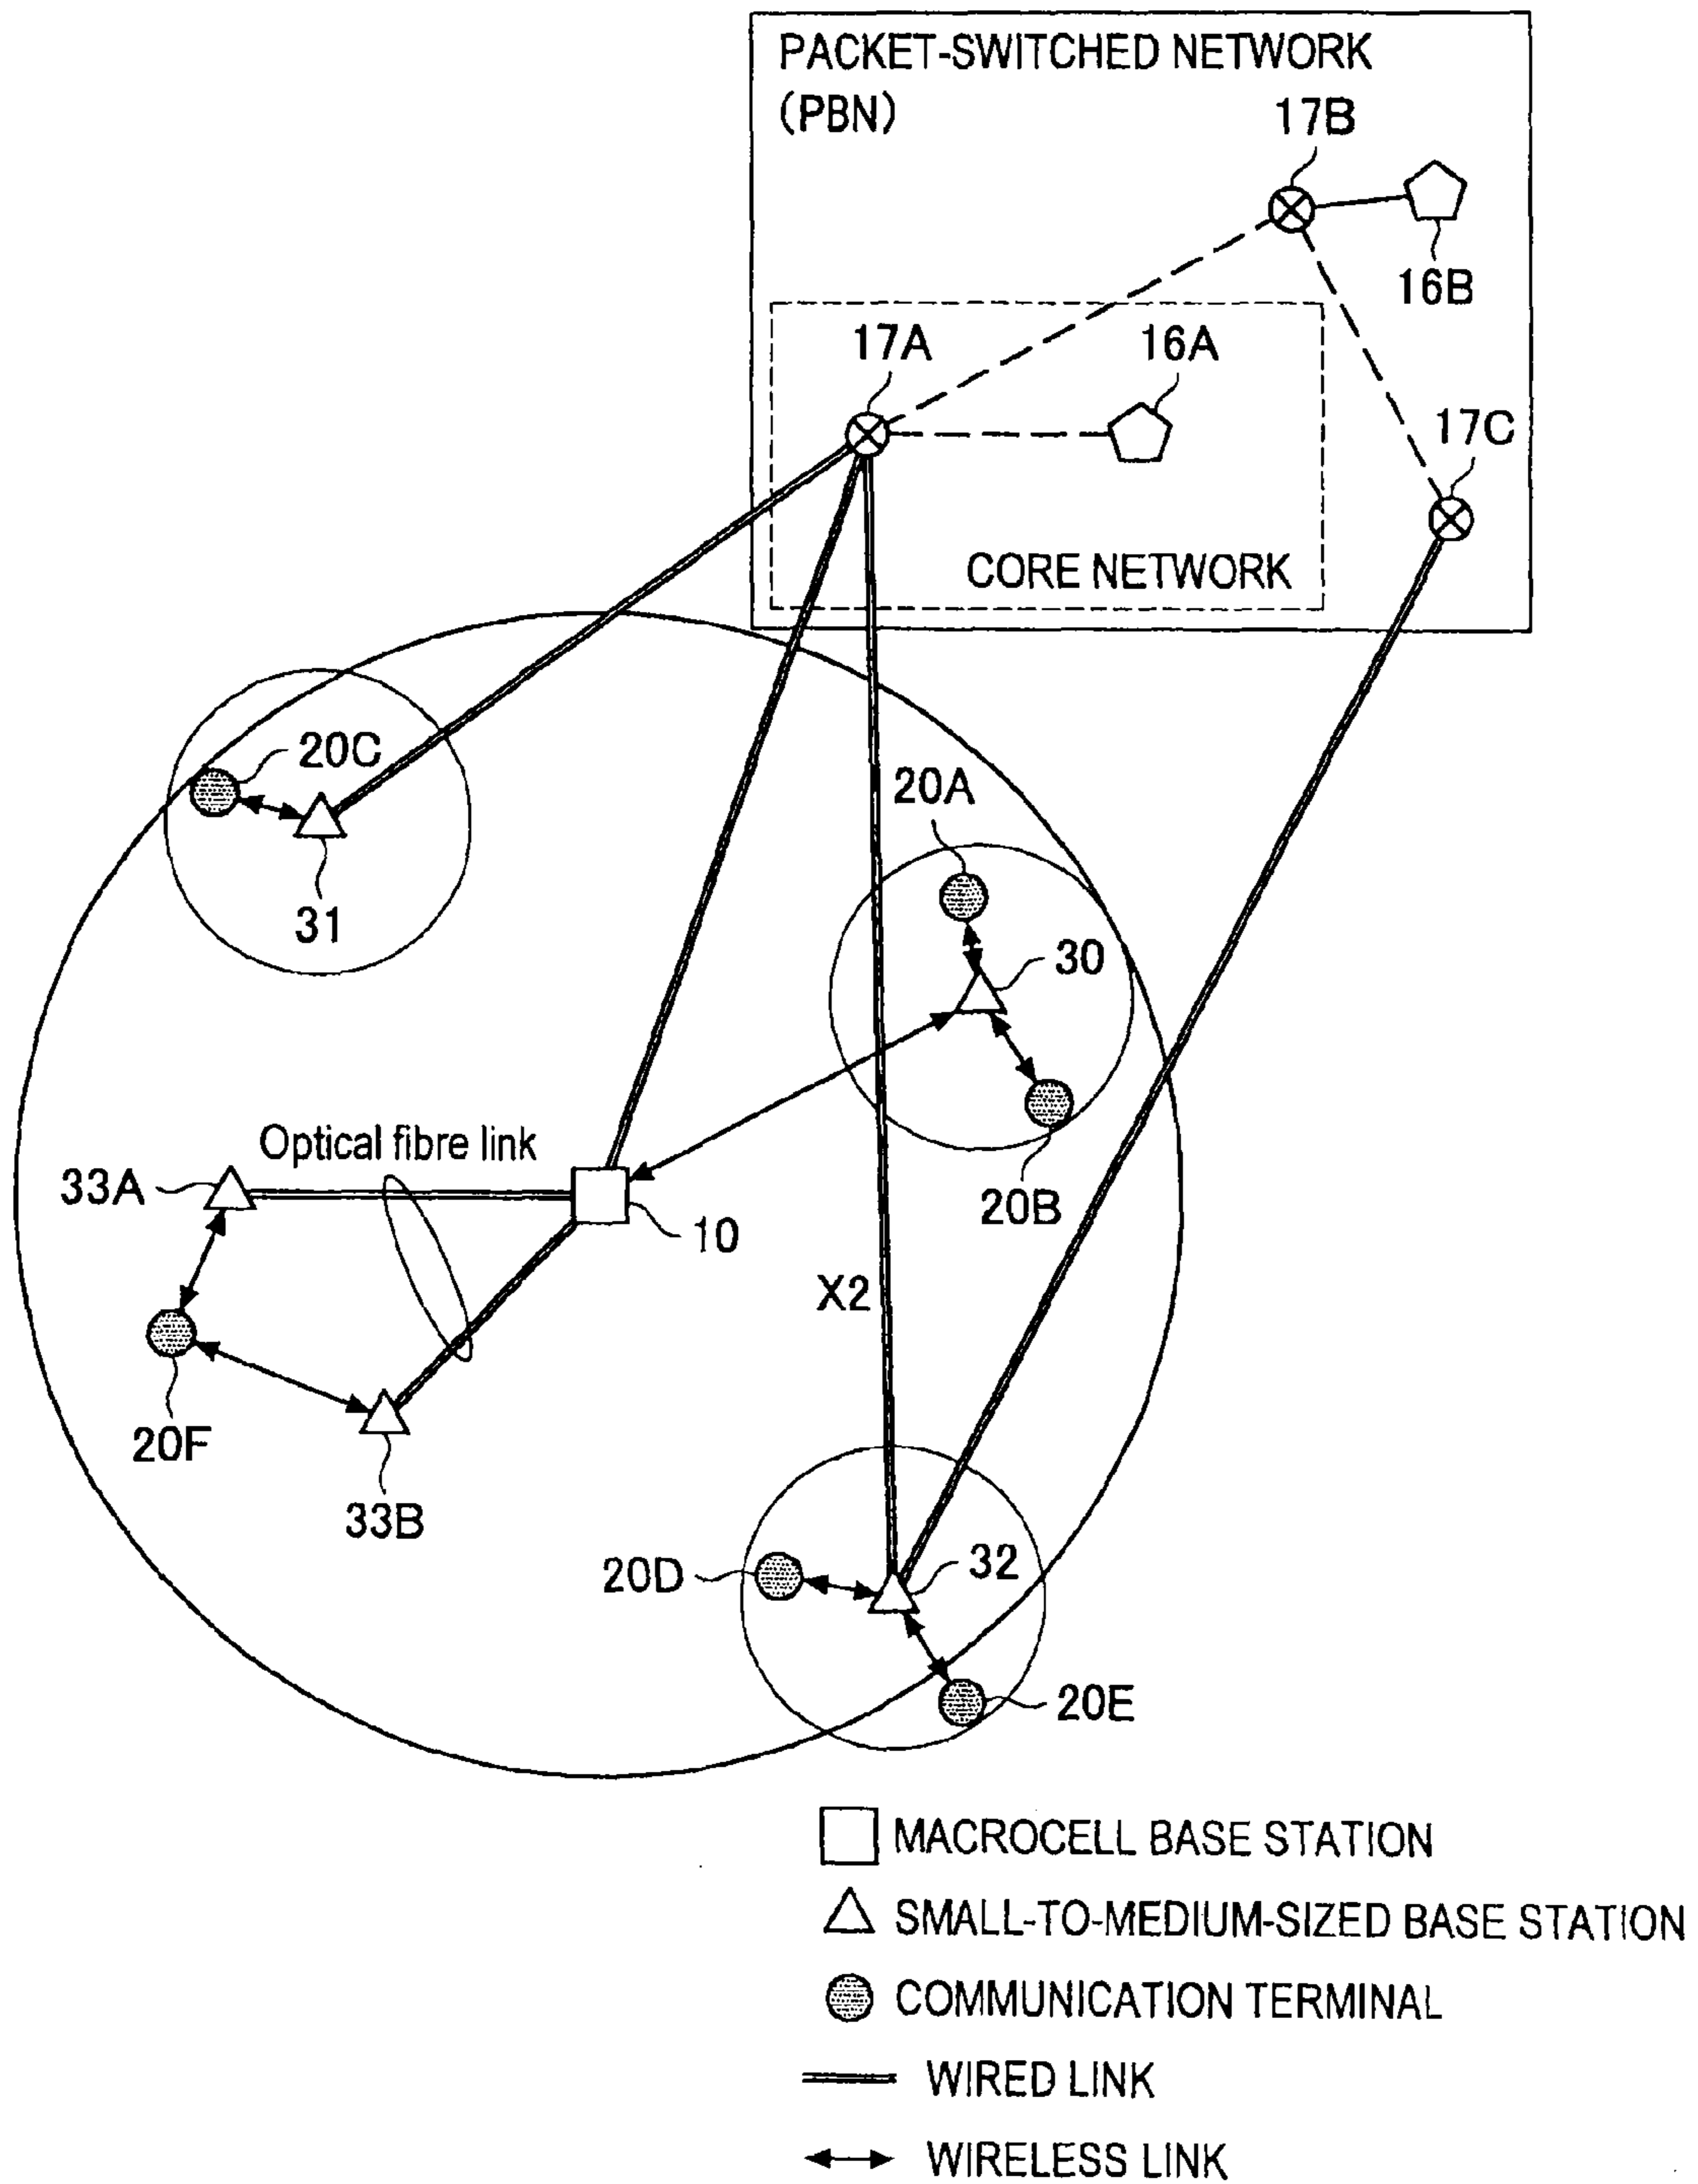 PACKET-SWITCHED NETWORK
(PBN)
17B
16B
17A
16A
17C
CORE NETWORK
20C
20A
31
30
Optical fibre link
33A
20B
10
X2
20F
33B
32
20D
20E
MACROCELL BASE STATION
SMALL-TO-MEDIUM-SIZED BASE STATION
COMMUNICATION TERMINAL
WIRED LINK
WIRELESS LINK